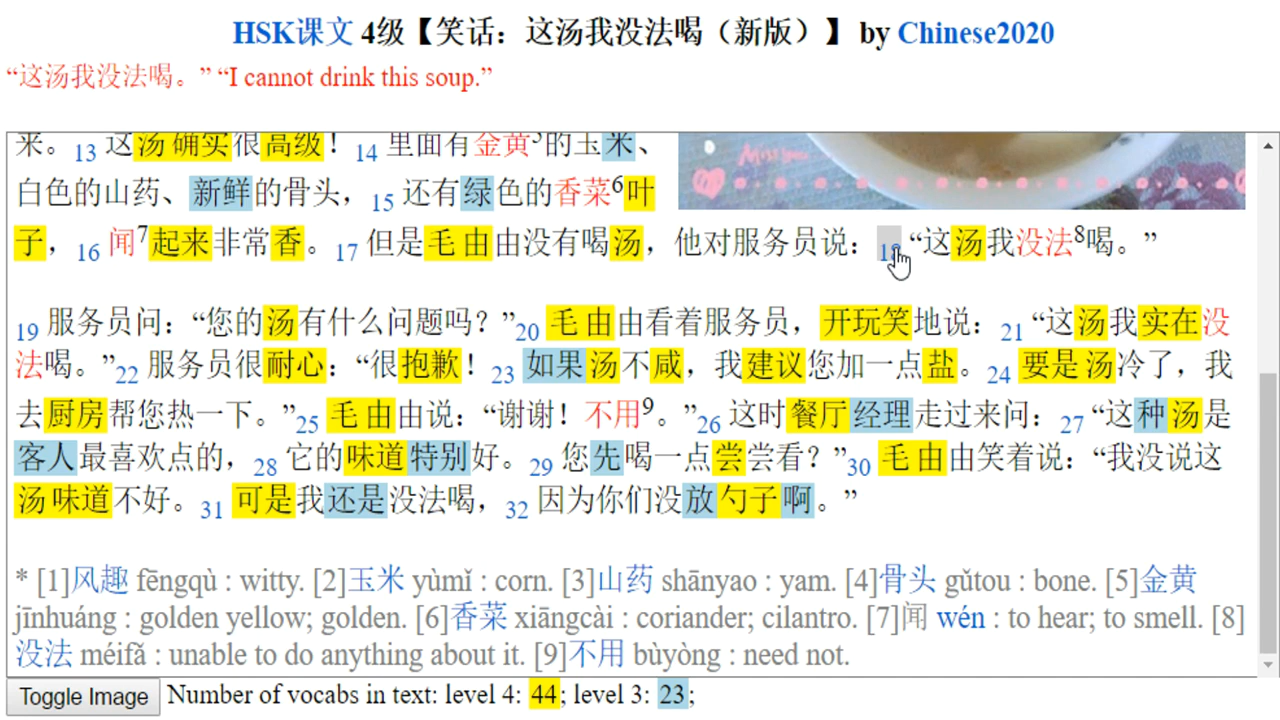 HSK课文 4级【笑话：这汤我没法喝（新版）】 by Chinese2020
“这汤我没法喝。” “I cannot drink this soup.”
来。13 这汤确实很高级！ 14 里面有金黄5的玉米、
白色的山药、新鲜的骨头，15 还有绿色的香菜6叶
子，16 闻7起来非常香。17 但是毛由由没有喝汤，他对服务员说：18 “这汤我没法8喝。”
19 服务员问：“您的汤有什么问题吗？”20 毛由由看着服务员，开玩笑地说：21 “这汤我实在没
法喝。”22 服务员很耐心：“很抱歉！23 如果汤不咸，我建议您加一点盐。24 要是汤冷了，我
去厨房帮您热一下。”25 毛由由说：“谢谢！不用9。”26 这时餐厅经理走过来问：27 “这种汤是
客人最喜欢点的，28 它的味道特别好。29 您先喝一点尝尝看？”30 毛由由笑着说：“我没说这
汤味道不好。31 可是我还是没法喝，32 因为你们没放勺子啊。”
* [1]风趣 fēngqù : witty. [2]玉米 yùmǐ : corn. [3]山药 shānyao : yam. [4]骨头 gǔtou : bone. [5]金黄
jīnhuáng : golden yellow; golden. [6]香菜 xiāngcài : coriander; cilantro. [7]闻 wén : to hear; to smell. [8]
没法 méifǎ : unable to do anything about it. [9]不用 bùyòng : need not.
Toggle Image Number of vocabs in text: level 4: 44; level 3: 23;